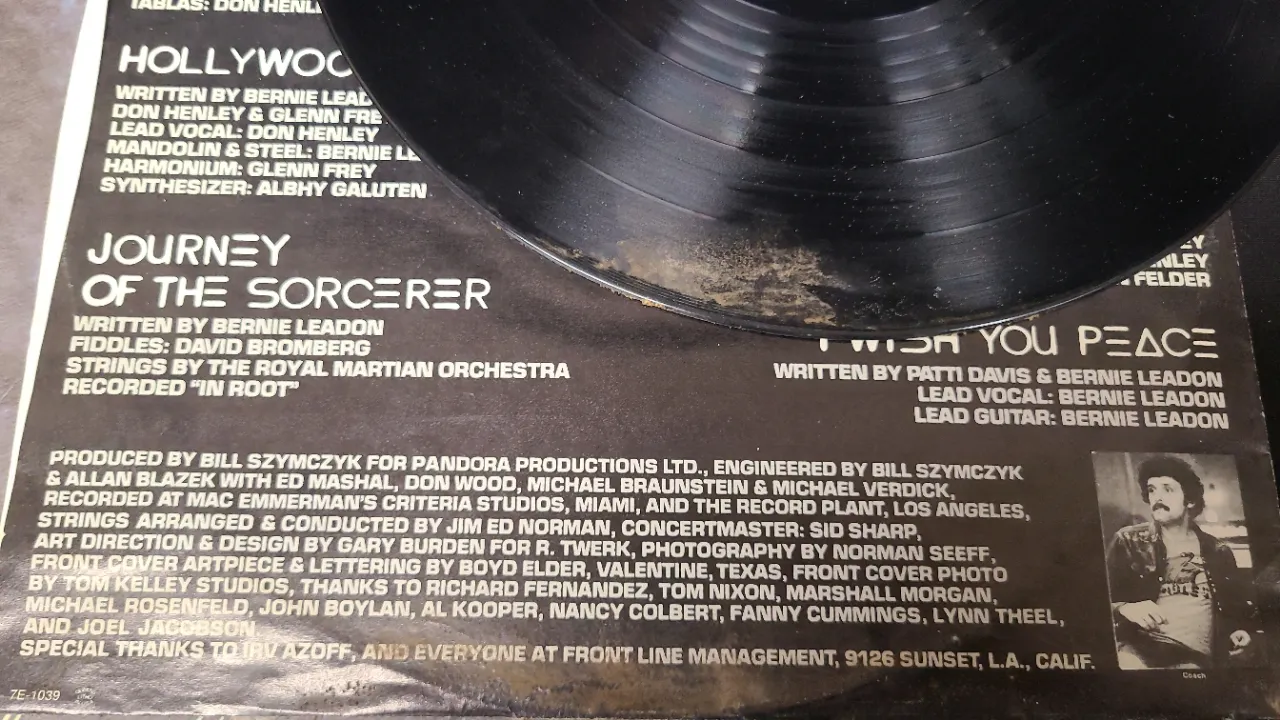 TABLAS: DON HENL
HOLLYWOO
WRITTEN BY BERNIE LEAD
DON HENLEY & GLENN FRE
LEAD VOCAL: DON HENLEY
MANDOLIN & STEEL: BERNIE LE
HARMONIUM: GLENN FREY
SYNTHESIZER: ALBHY GALUTEN
JOURNEY
OF THE SORCERER
WRITTEN BY BERNIE LEADON
FIDDLES: DAVID BROMBERG
STRINGS BY THE ROYAL MARTIAN ORCHESTRA
RECORDED "IN ROOT"
EY
NLEY
FELDER
I WISH YOU PEACE
WRITTEN BY PATTI DAVIS & BERNIE LEADON
LEAD VOCAL: BERNIE LEADON
LEAD GUITAR: BERNIE LEADON
PRODUCED BY BILL SZYMCZYK FOR PANDORA PRODUCTIONS LTD., ENGINEERED BY BILL SZYMCZYK
& ALLAN BLAZEK WITH ED MASHAL, DON WOOD, MICHAEL BRAUNSTEIN & MICHAEL VERDICK,
RECORDED AT MAC EMMERMAN'S CRITERIA STUDIOS, MIAMI, AND THE RECORD PLANT, LOS ANGELES,
STRINGS ARRANGED & CONDUCTED BY JIM ED NORMAN, CONCERTMASTER: SID SHARP,
ART DIRECTION & DESIGN BY GARY BURDEN FOR R. TWERK, PHOTOGRAPHY BY NORMAN SEEFF,
FRONT COVER ARTPIECE & LETTERING BY BOYD ELDER, VALENTINE, TEXAS, FRONT COVER PHOTO
BY TOM KELLEY STUDIOS, THANKS TO RICHARD FERNANDEZ, TOM NIXON, MARSHALL MORGAN,
MICHAEL ROSENFELD, JOHN BOYLAN, AL KOOPER, NANCY COLBERT, FANNY CUMMINGS, LYNN THEEL,
AND JOEL JACOBSON.
SPECIAL THANKS TO IRV AZOFF, AND EVERYONE AT FRONT LINE MANAGEMENT, 9126 SUNSET, L.A., CALIF.
Coach
7E-1039